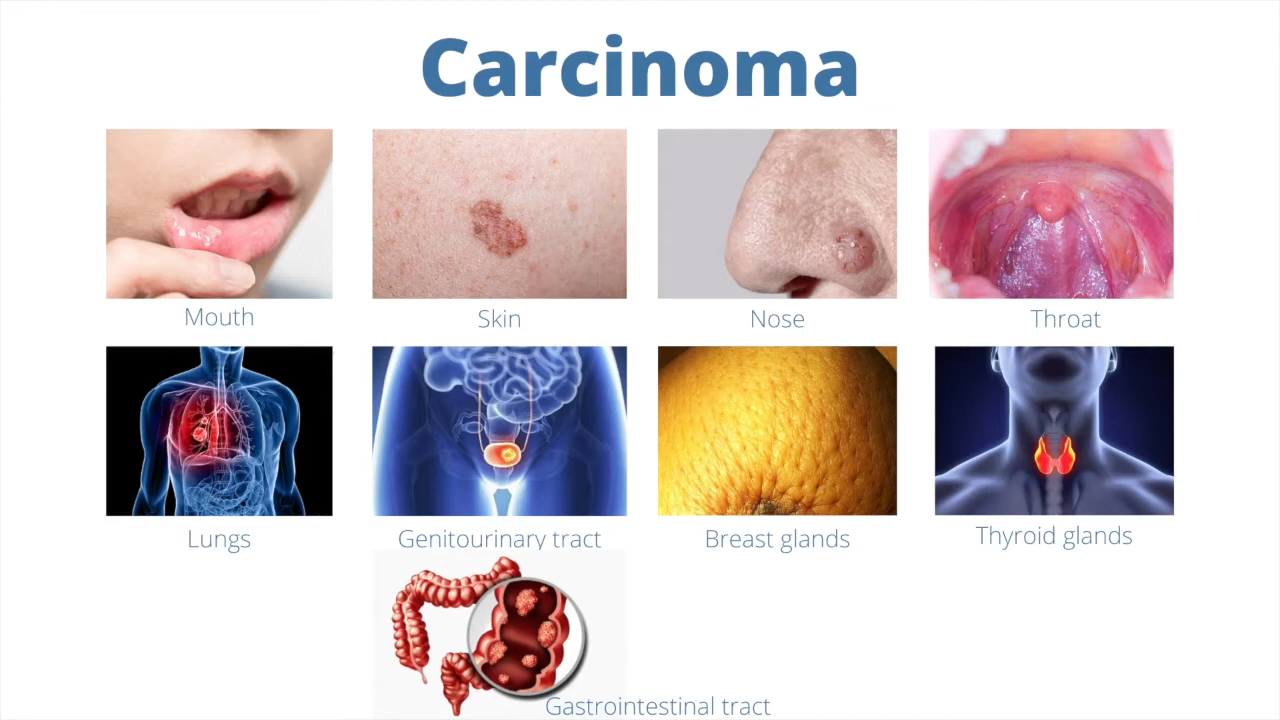 Carcinoma
Mouth
Skin
Nose
Throat
Lungs
Genitourinary tract
Breast glands
Thyroid glands
Gastrointestinal tract